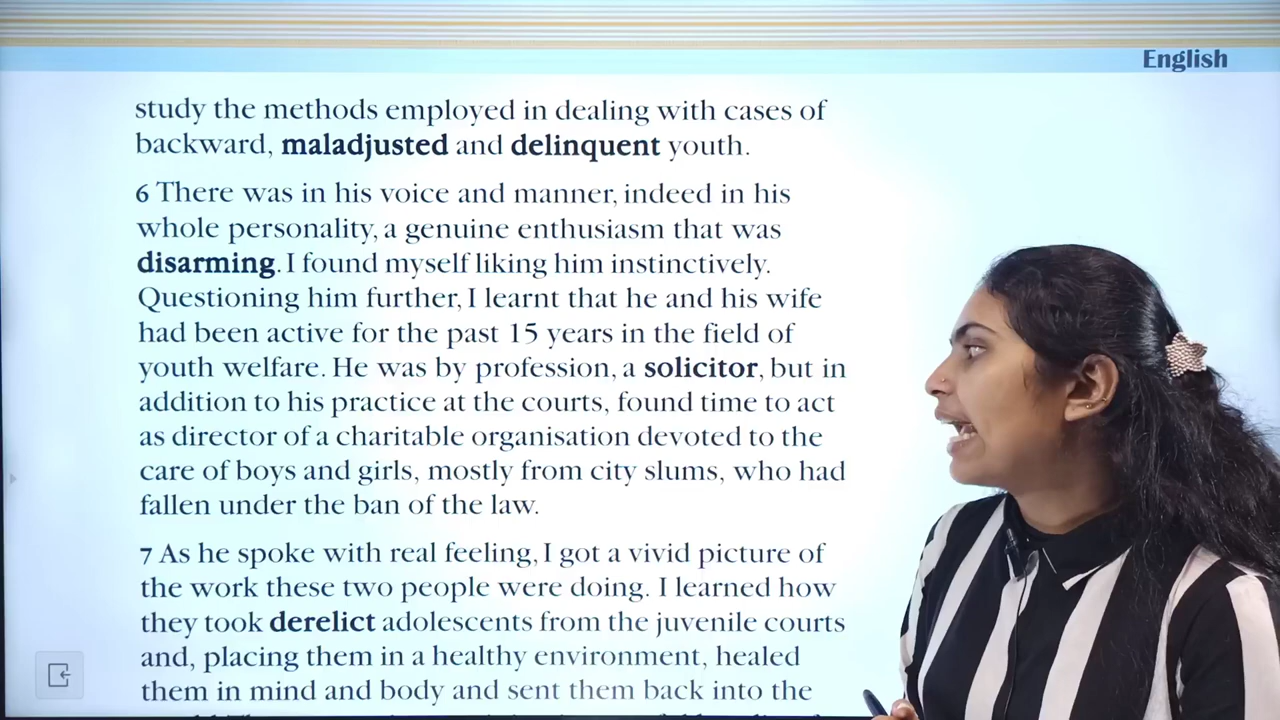 English
study the methods employed in dealing with cases of
backward, maladjusted and delinquent youth.
6 There was in his voice and manner, indeed in his
whole personality, a genuine enthusiasm that was
disarming. I found myself liking him instinctively.
Questioning him further, I learnt that he and his wife
had been active for the past 15 years in the field of
youth welfare. He was by profession, a solicitor, but in
addition to his practice at the courts, found time to act
as director of a charitable organisation devoted to the
care of boys and girls, mostly from city slums, who had
fallen under the ban of the law.
7 As he spoke with real feeling, I got a vivid picture of
the work these two people were doing. I learned how
they took derelict adolescents from the juvenile courts
and, placing them in a healthy environment, healed
them in mind and body and sent them back into the